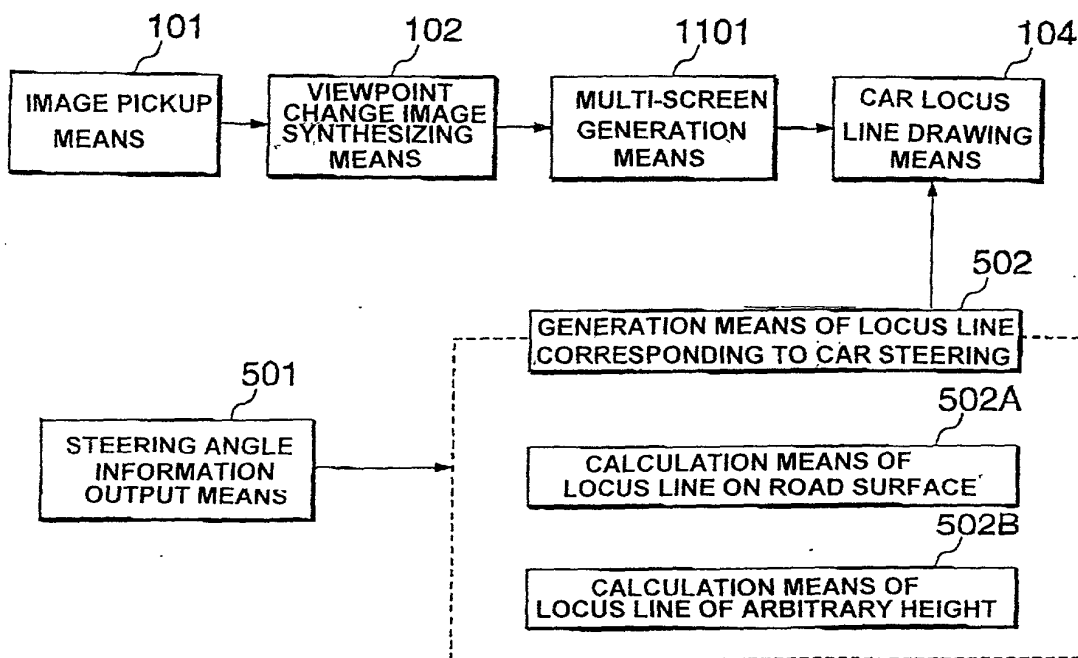 101
102
1101
104
IMAGE PICKUP
MEANS
VIEWPOINT
CHANGE IMAGE
SYNTHESIZING
MEANS
MULTI-SCREEN
GENERATION
MEANS
CAR LOCUS
LINE DRAWING
MEANS
502
GENERATION MEANS OF LOCUS LINE
CORRESPONDING TO CAR STEERING
501
STEERING ANGLE
INFORMATION
OUTPUT MEANS
502A
CALCULATION MEANS OF
LOCUS LINE ON ROAD SURFACE
502B
CALCULATION MEANS OF
LOCUS LINE OF ARBITRARY HEIGHT